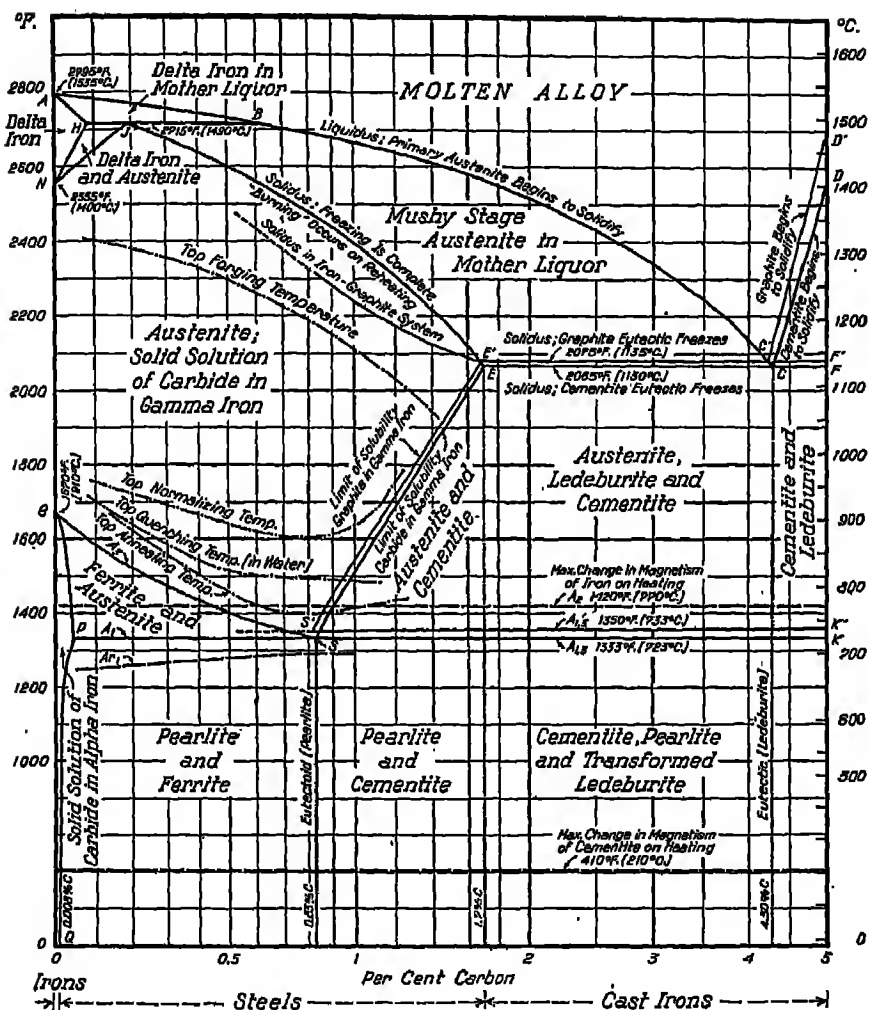 °F.
°C.
1600
2795°F.
(1535°C.)
Delta Iron in
Mother Liquor
2800
A
MOLTEN ALLOY
B
1500
Delta
Iron
H
J
2715°F. (1490°C.)
D'
Liquidus; Primary Austenite Begins to Solidify
Delta Iron
and Austenite
2600
N
D
2555°F.
(1400°C.)
1400
Solidus; Freezing Is Complete
"Burning" Occurs on Reheating
Solidus in Iron-Graphite System
Mushy Stage
Austenite in
Mother Liquor
Graphite Begins
to Solidify
Cementite Begins
to Solidify
2400
1300
Top Forging Temperature
2200
1200
Austenite;
Solid Solution
of Carbide in
Gamma Iron
Solidus; Graphite Eutectic Freezes
E'
2075°F. (1135°C.)
C'
F'
E
2065°F. (1130°C.)
C
F
Solidus; Cementite Eutectic Freezes
2000
1100
Limit of Solubility
Graphite in Gamma Iron
Limit of Solubility
Carbide in Gamma Iron
Austenite and
Cementite
Austenite,
Ledeburite and
Cementite
Cementite and
Ledeburite
1000
1800
1670°F.
(910°C.)
Top Normalizing Temp.
G
900
1600
Top Quenching Temp. (in Water)
Top Annealing Temp.
A₃
Ferrite and
Austenite
Max. Change in Magnetism
of Iron on Heating
800
A₂ 1420°F. (770°C.)
1400
S'
A₁,₅ 1350°F. (733°C.)
K'
P
A₁
S
K
A₁,₃ 1333°F. (723°C.)
Ar₁
700
1200
Solid Solution of
Carbide in Alpha Iron
600
Pearlite
and
Ferrite
Eutectoid (Pearlite)
Pearlite
and
Cementite
Cementite, Pearlite
and Transformed
Ledeburite
Eutectic (Ledeburite)
1000
500
Max. Change in Magnetism
of Cementite on Heating
410°F. (210°C.)
0.008%C
0.83%C
1.7%C
4.30%C
0
Q
0
0
0.5
1
2
3
4
5
Per Cent Carbon
Irons
Steels
Cast Irons